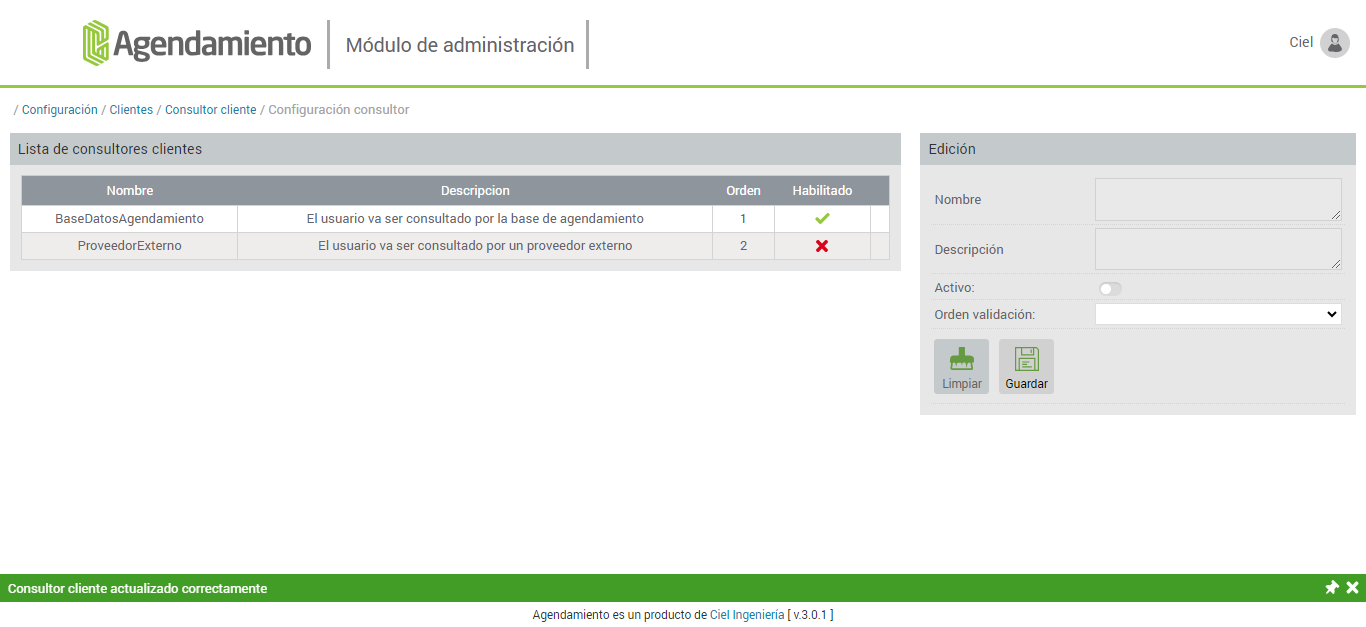 Agendamiento
Módulo de administración
Ciel
/ Configuración / Clientes / Consultor cliente / Configuración consultor
Lista de consultores clientes
Nombre Descripcion Orden Habilitado
BaseDatosAgendamiento El usuario va ser consultado por la base de agendamiento 1
ProveedorExterno El usuario va ser consultado por un proveedor externo 2
Edición
Nombre
Descripción
Activo:
Orden validación:
Limpiar Guardar
Consultor cliente actualizado correctamente
Agendamiento es un producto de Ciel Ingeniería [ v.3.0.1 ]